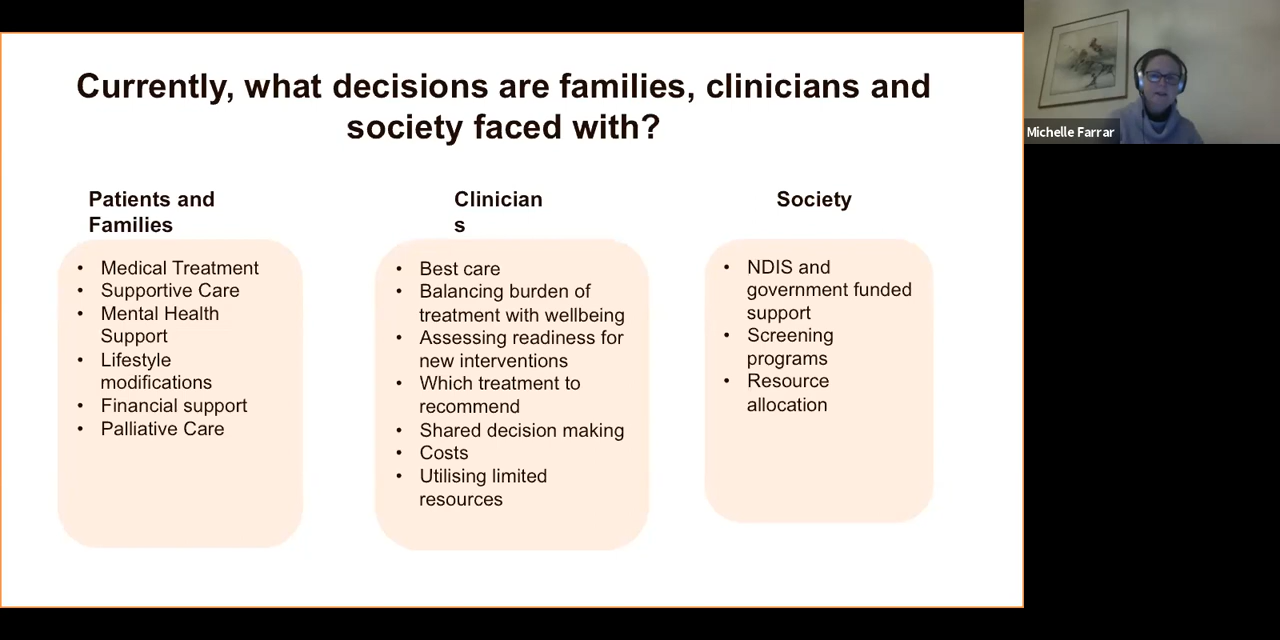 Currently, what decisions are families, clinicians and
society faced with?
Patients and
Families
• Medical Treatment
• Supportive Care
• Mental Health
Support
• Lifestyle
modifications
• Financial support
• Palliative Care
Clinician
s
• Best care
• Balancing burden of
treatment with wellbeing
• Assessing readiness for
new interventions
• Which treatment to
recommend
• Shared decision making
• Costs
• Utilising limited
resources
Society
• NDIS and
government funded
support
• Screening
programs
• Resource
allocation
Michelle Farrar